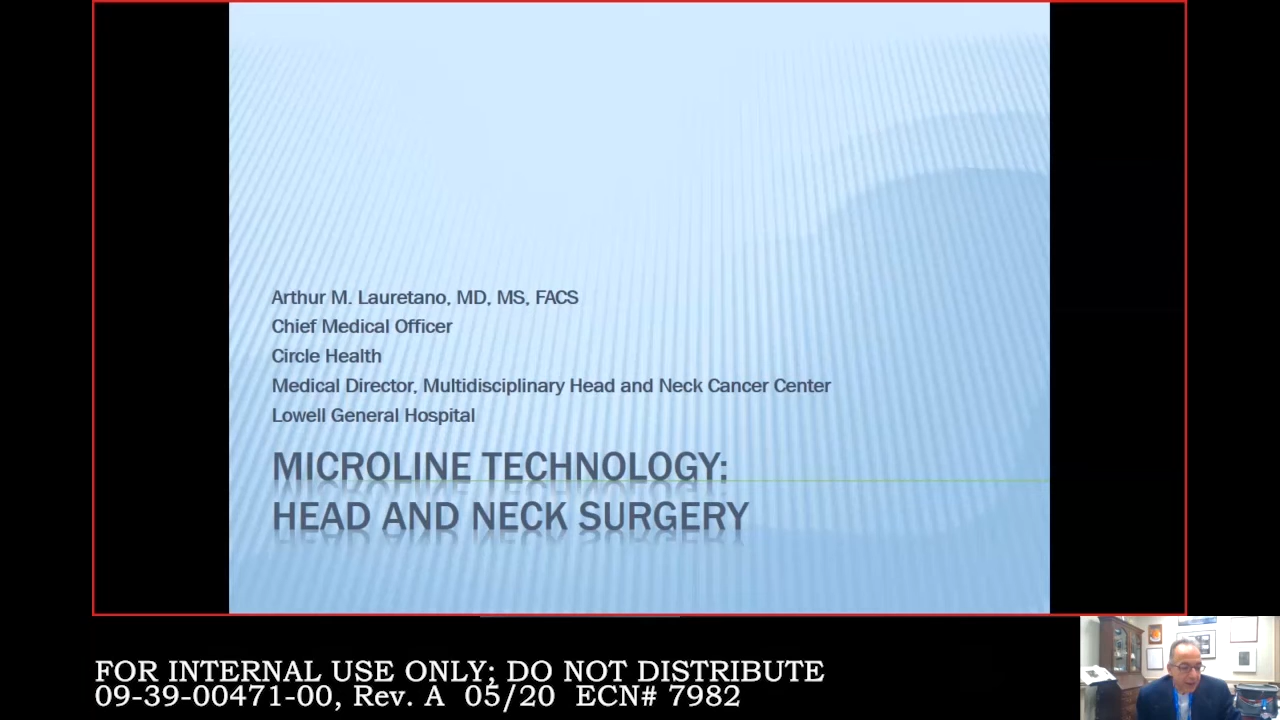 Arthur M. Lauretano, MD, MS, FACS
Chief Medical Officer
Circle Health
Medical Director, Multidisciplinary Head and Neck Cancer Center
Lowell General Hospital
MICROLINE TECHNOLOGY:
HEAD AND NECK SURGERY
FOR INTERNAL USE ONLY; DO NOT DISTRIBUTE
09-39-00471-00, Rev. A 05/20 ECN# 7982